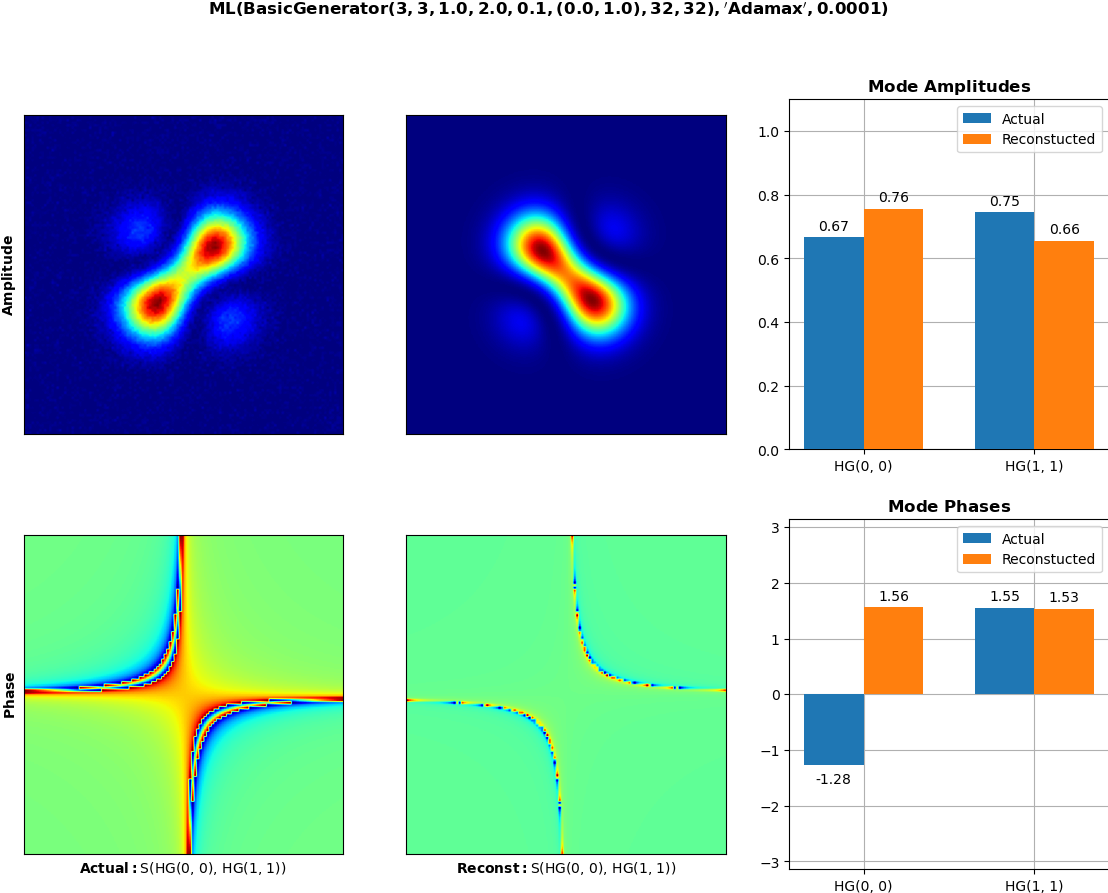 ML(BasicGenerator(3, 3, 1.0, 2.0, 0.1, (0.0, 1.0), 32, 32), 'Adamax', 0.0001)
Amplitude
Mode Amplitudes
Actual
Reconstucted
1.0
0.8
0.6
0.4
0.2
0.0
0.67
0.76
0.75
0.66
HG(0, 0)
HG(1, 1)
Phase
Actual: S(HG(0, 0), HG(1, 1))
Reconst: S(HG(0, 0), HG(1, 1))
Mode Phases
Actual
Reconstucted
3
2
1
0
−1
−2
−3
-1.28
1.56
1.55
1.53
HG(0, 0)
HG(1, 1)